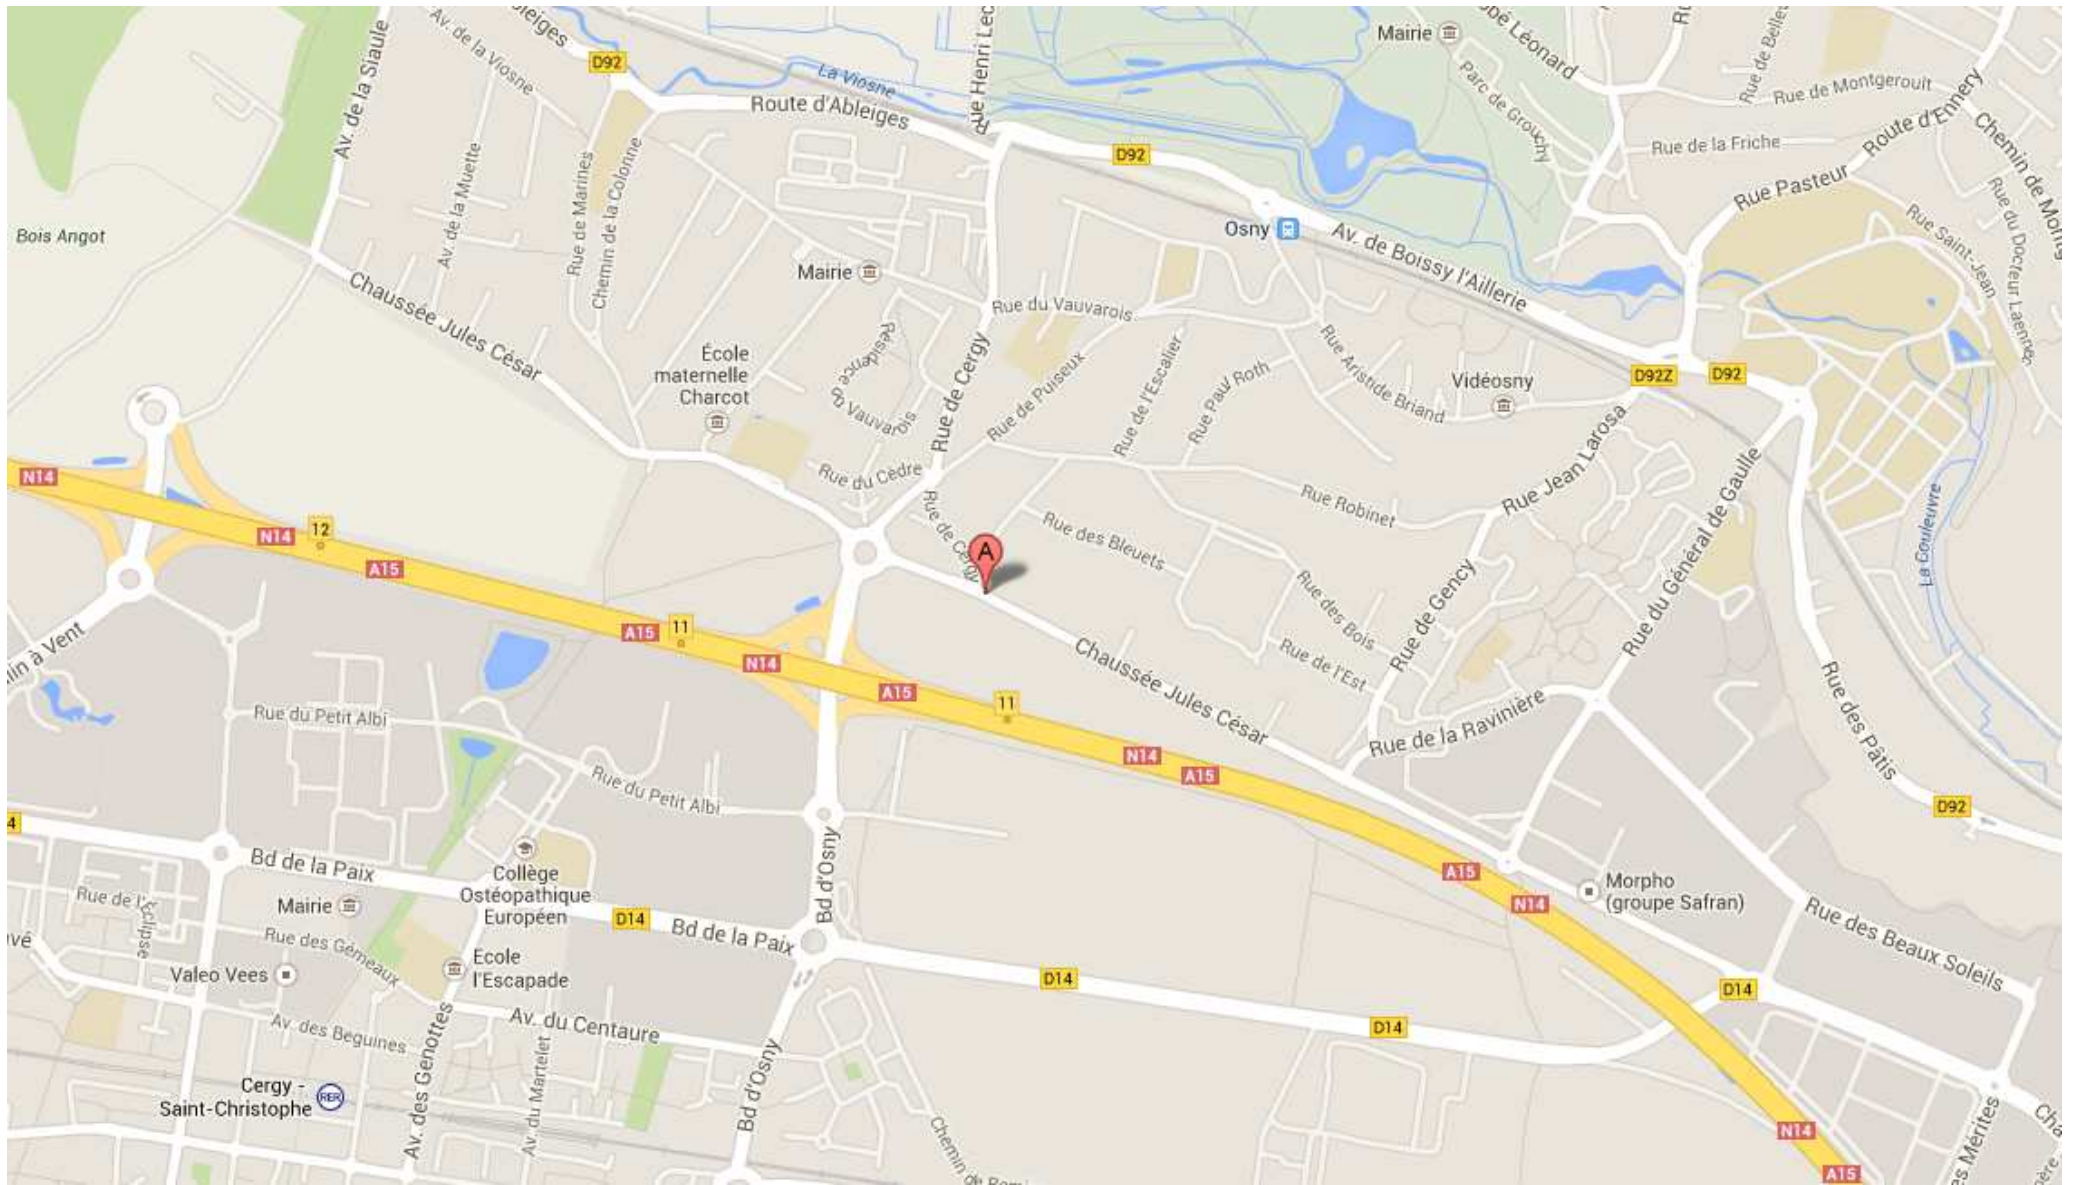 Av. de la Siaule
Av. de la Viosne
D92
La Viosne
Route d'Ableiges
D92
Mairie
Parc de Grouchy
Rue de Montgeroult
Route d'Ennery
Rue de la Friche
Rue Pasteur
Rue Saint-Jean
Rue du Docteur Laennec
Bois Angot
Av. de la Muette
Rue de Marines
Chemin de la Colonne
Mairie
Osny
Av. de Boissy l'Aillerie
Chaussée Jules César
École
maternelle
Charcot
Résidence du Vauvarois
Rue de Cergy
Rue du Vauvarois
Rue de Puiseux
Rue de l'Escalier
Rue Paul Roth
Rue Aristide Briand
Vidéosny
D92Z
D92
Rue du Cèdre
Rue de Cergy
A
Rue des Bleuets
Rue Robinet
Rue Jean Larosa
Rue du Général de Gaulle
La Couleuvre
N14
N14
12
A15
A15
11
N14
A15
11
N14
A15
Rue des Bois
Rue de l'Est
Rue de Gency
Rue de la Ravinière
Chaussée Jules César
Rue des Pâtis
D92
Rue du Petit Albi
Rue du Petit Albi
4
Bd de la Paix
Collège
Ostéopathique
Européen
D14
Bd de la Paix
Bd d'Osny
Mairie
Rue de l'Éclipse
Rue des Gémeaux
Valeo Vees
Ecole
l'Escapade
A15
N14
Morpho
(groupe Safran)
Rue des Beaux Soleils
D14
D14
D14
Av. des Beguines
Av. des Genottes
Av. du Centaure
Av. du Martelet
Bd d'Osny
Cergy -
Saint-Christophe
RER
N14
A15